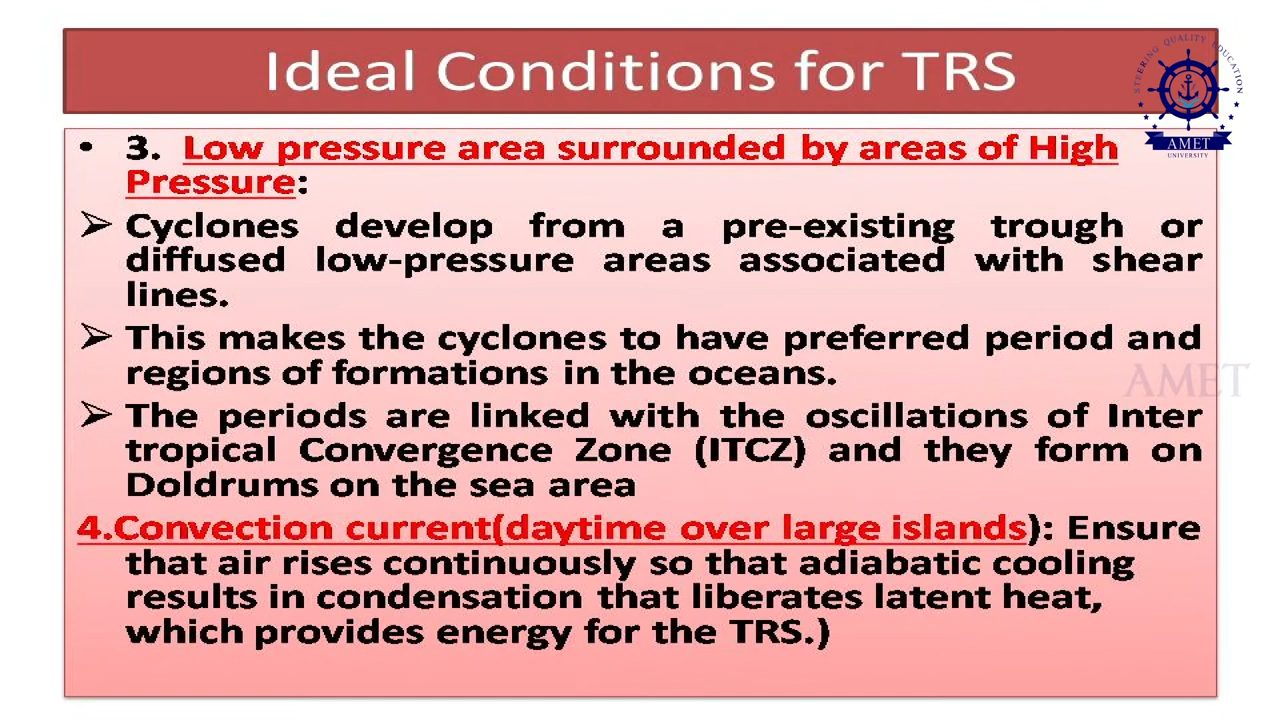 Ideal Conditions for TRS
STEERING QUALITY EDUCATION
AMET
UNIVERSITY
• 3. Low pressure area surrounded by areas of High
Pressure:
➢ Cyclones develop from a pre-existing trough or
diffused low-pressure areas associated with shear
lines.
➢ This makes the cyclones to have preferred period and
regions of formations in the oceans.
AMET
➢ The periods are linked with the oscillations of Inter
tropical Convergence Zone (ITCZ) and they form on
Doldrums on the sea area
4.Convection current(daytime over large islands): Ensure
that air rises continuously so that adiabatic cooling
results in condensation that liberates latent heat,
which provides energy for the TRS.)